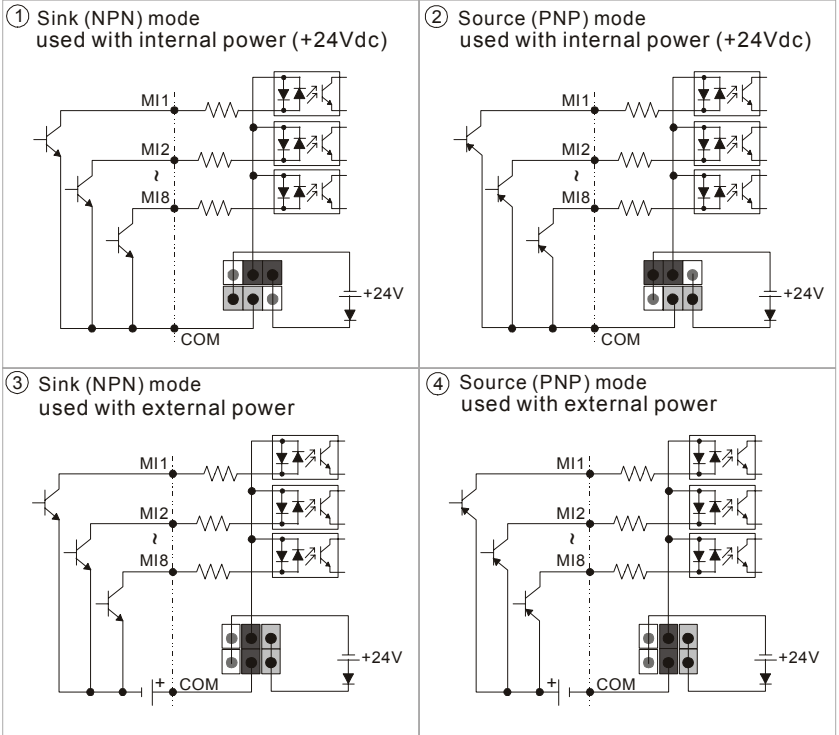 ① Sink (NPN) mode
used with internal power (+24Vdc)
MI1
MI2
~
MI8
+24V
COM
② Source (PNP) mode
used with internal power (+24Vdc)
MI1
MI2
~
MI8
+24V
COM
③ Sink (NPN) mode
used with external power
MI1
MI2
~
MI8
+24V
+
COM
④ Source (PNP) mode
used with external power
MI1
MI2
~
MI8
+24V
+
COM